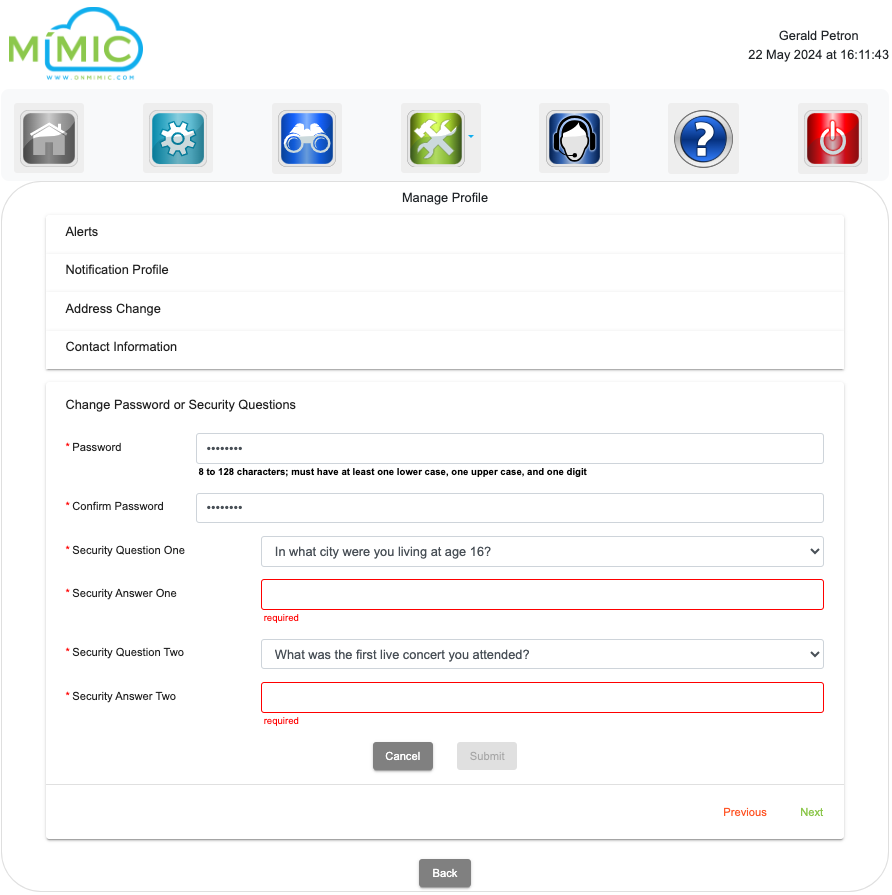 MiMIC
WWW.ONMIMIC.COM
Gerald Petron
22 May 2024 at 16:11:43
?
Manage Profile
Alerts
Notification Profile
Address Change
Contact Information
Change Password or Security Questions
* Password
••••••••
8 to 128 characters; must have at least one lower case, one upper case, and one digit
* Confirm Password
••••••••
* Security Question One
In what city were you living at age 16?
* Security Answer One
required
* Security Question Two
What was the first live concert you attended?
* Security Answer Two
required
Cancel
Submit
Previous
Next
Back